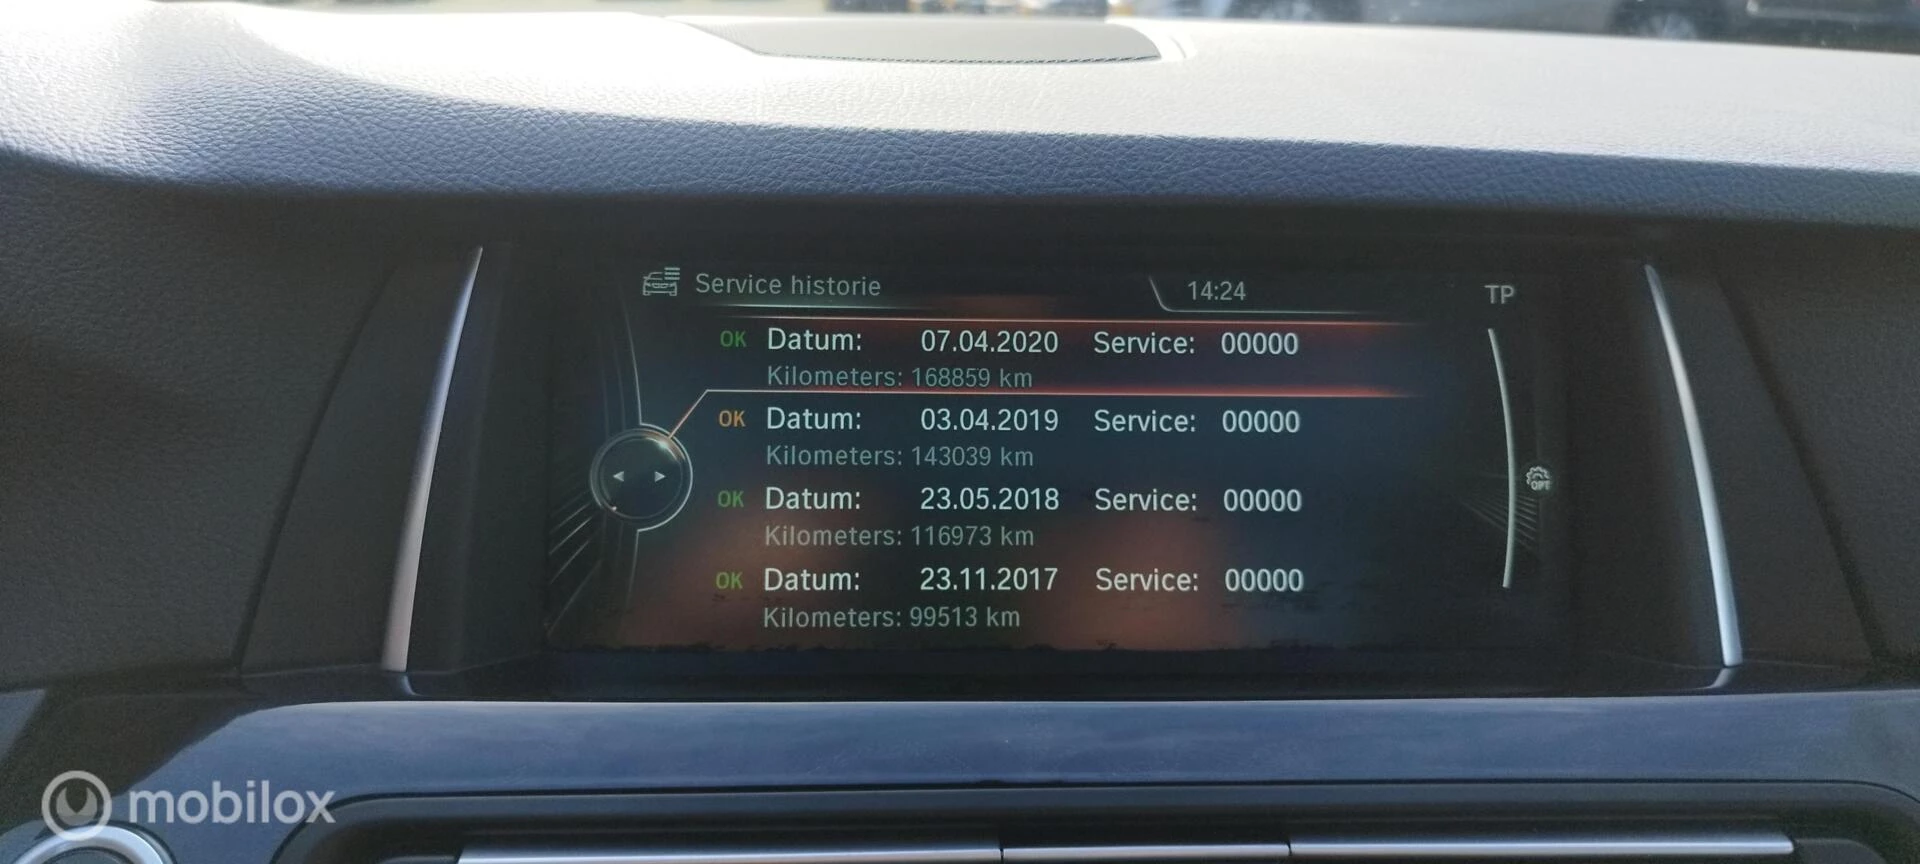 Service historie 14:24 TP
OK Datum: 07.04.2020 Service: 00000
Kilometers: 168859 km
OK Datum: 03.04.2019 Service: 00000
Kilometers: 143039 km
OPT
OK Datum: 23.05.2018 Service: 00000
Kilometers: 116973 km
OK Datum: 23.11.2017 Service: 00000
Kilometers: 99513 km
mobilox